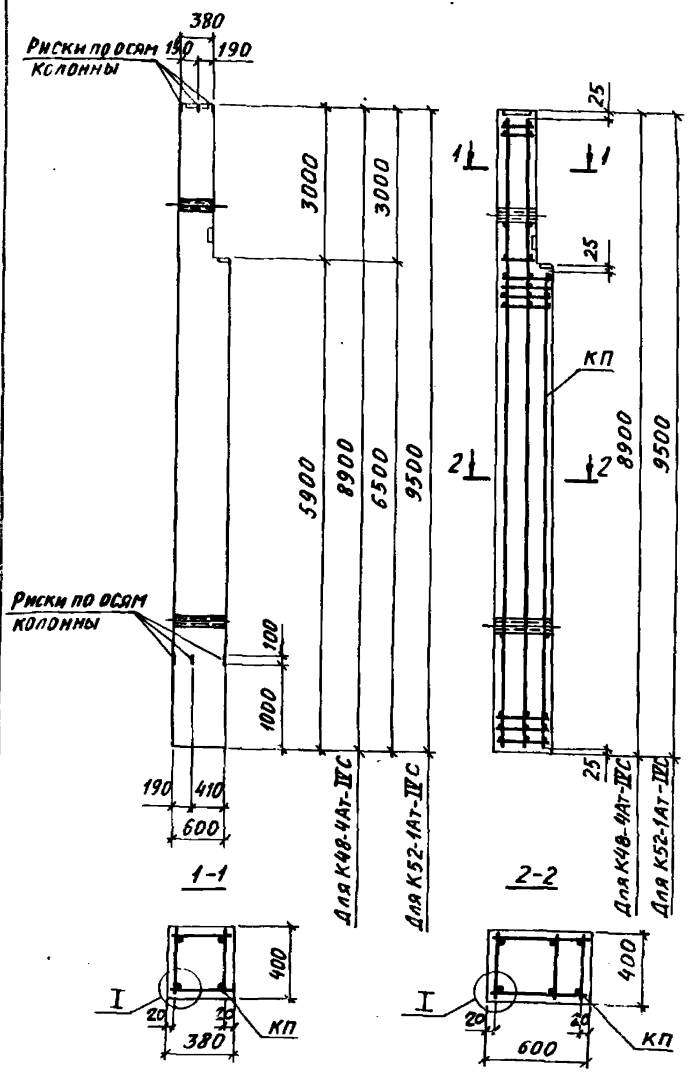 380
Риски по осям
колонны
190
190
25
1
1
3000
3000
25
КП
2
2
5900
8900
6500
9500
8900
9500
Риски по осям
колонны
100
1000
25
190
410
600
Для К48-4Ат-IVС
Для К52-1Ат-IVС
Для К48-4Ат-IVС
Для К52-1Ат-IVС
1-1
2-2
400
400
I
I
20
20
КП
20
20
КП
380
600